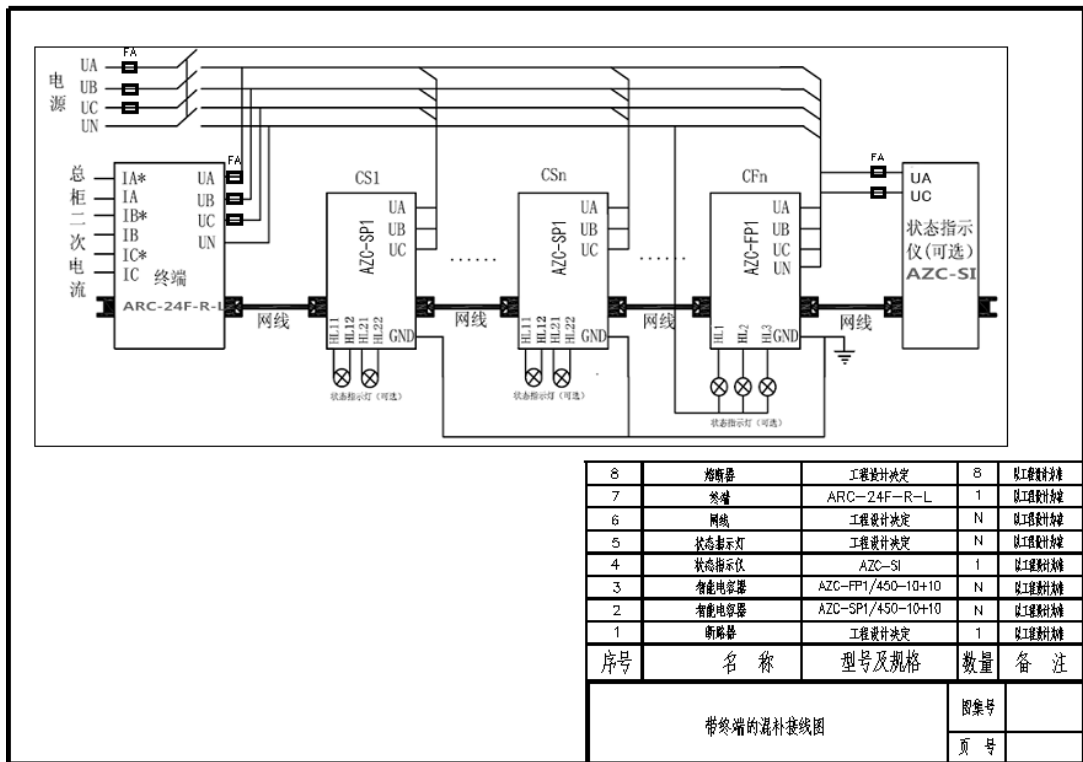 FA
UA
UB
UC
UN
电源
总柜二次电流
IA*
IA
IB*
IB
IC*
IC
UA
UB
UC
UN
FA
终端
ARC-24F-R-L
网线
CS1
AZC-SP1
UA
UB
UC
HL11
HL12
HL21
HL22
GND
状态指示灯(可选)
......
网线
CSn
AZC-SP1
UA
UB
UC
HL11
HL12
HL21
HL22
GND
状态指示灯(可选)
......
网线
CFn
AZC-FP1
UA
UB
UC
UN
HL1
HL2
HL3
GND
状态指示灯(可选)
网线
FA
UA
UC
状态指示
仪(可选)
AZC-SI
8 熔断器 工程设计决定 8 以工程设计为准
7 终端 ARC-24F-R-L 1 以工程设计为准
6 网线 工程设计决定 N 以工程设计为准
5 状态指示灯 工程设计决定 N 以工程设计为准
4 状态指示仪 AZC-SI 1 以工程设计为准
3 智能电容器 AZC-FP1/450-10+10 N 以工程设计为准
2 智能电容器 AZC-SP1/450-10+10 N 以工程设计为准
1 断路器 工程设计决定 1 以工程设计为准
序号 名 称 型号及规格 数量 备 注
带终端的混补接线图
图集号
页 号